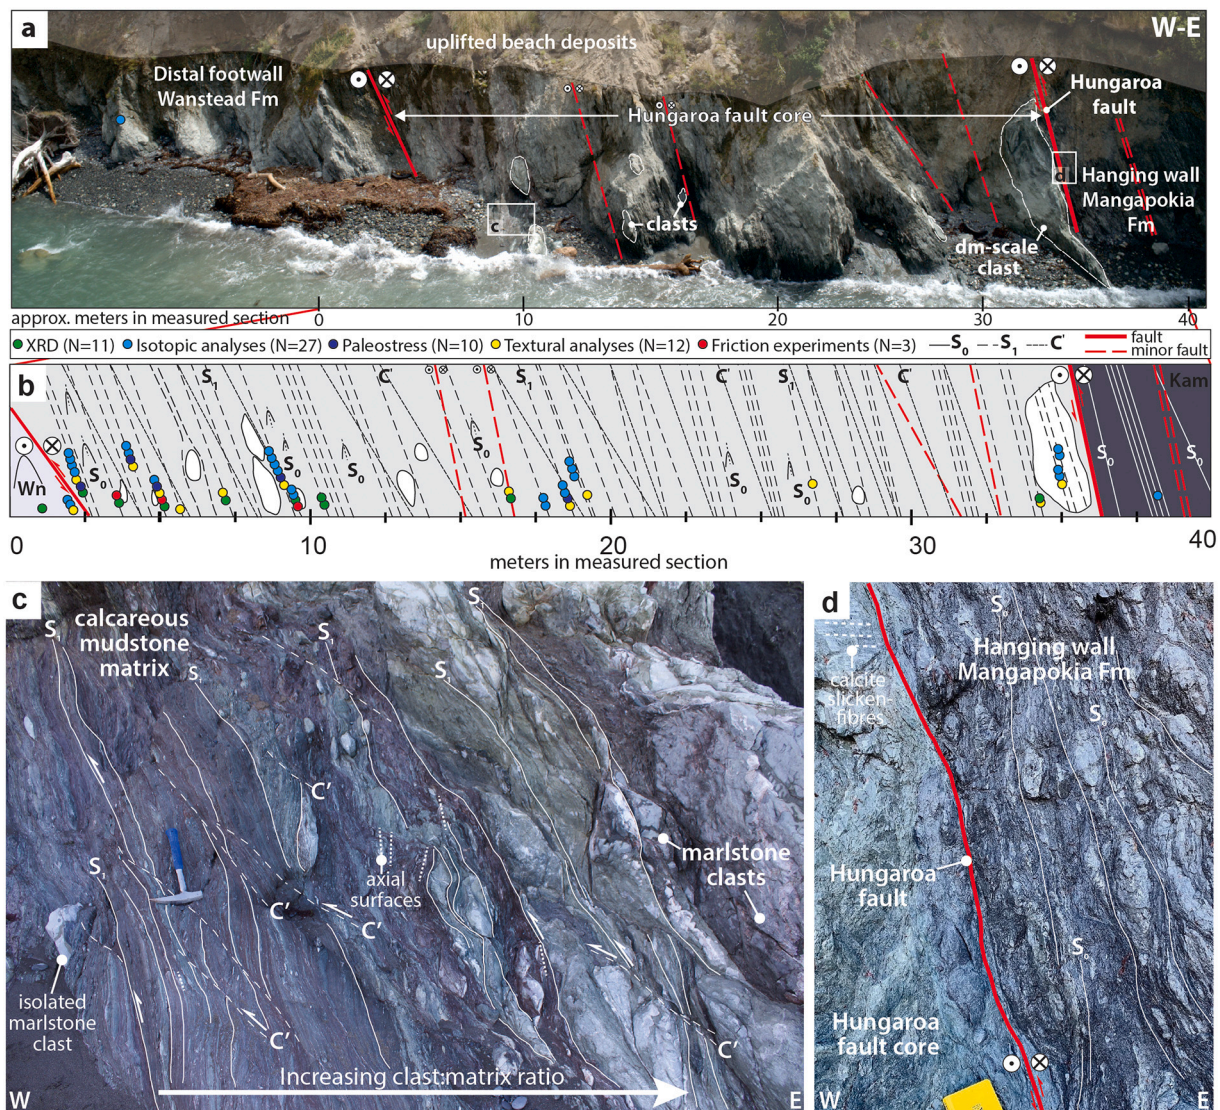 a
W-E
uplifted beach deposits
Distal footwall
Wanstead Fm
Hungaroa fault core
Hungaroa
fault
d
Hanging wall
Mangapokia
Fm
c
clasts
dm-scale
clast
approx. meters in measured section
0
10
20
30
40
XRD (N=11) Isotopic analyses (N=27) Paleostress (N=10) Textural analyses (N=12) Friction experiments (N=3) S₀ S₁ C' fault
minor fault
b
S₁
C'
S₁
C'
S₁
C'
Kam
S₀
S₀
S₀
S₀
S₀
S₀
S₀
S₀
Wn
0
10
20
30
40
meters in measured section
c
calcareous
mudstone
matrix
S₁
S₁
S₁
S₁
S₁
C'
S₁
axial
surfaces
marlstone
clasts
C'
C'
isolated
marlstone
clast
C'
C'
Increasing clast:matrix ratio
W
E
d
S₀
Hanging wall
Mangapokia Fm
calcite
slicken-
fibres
S₀
Hungaroa
fault
S₀
Hungaroa
fault core
W
E